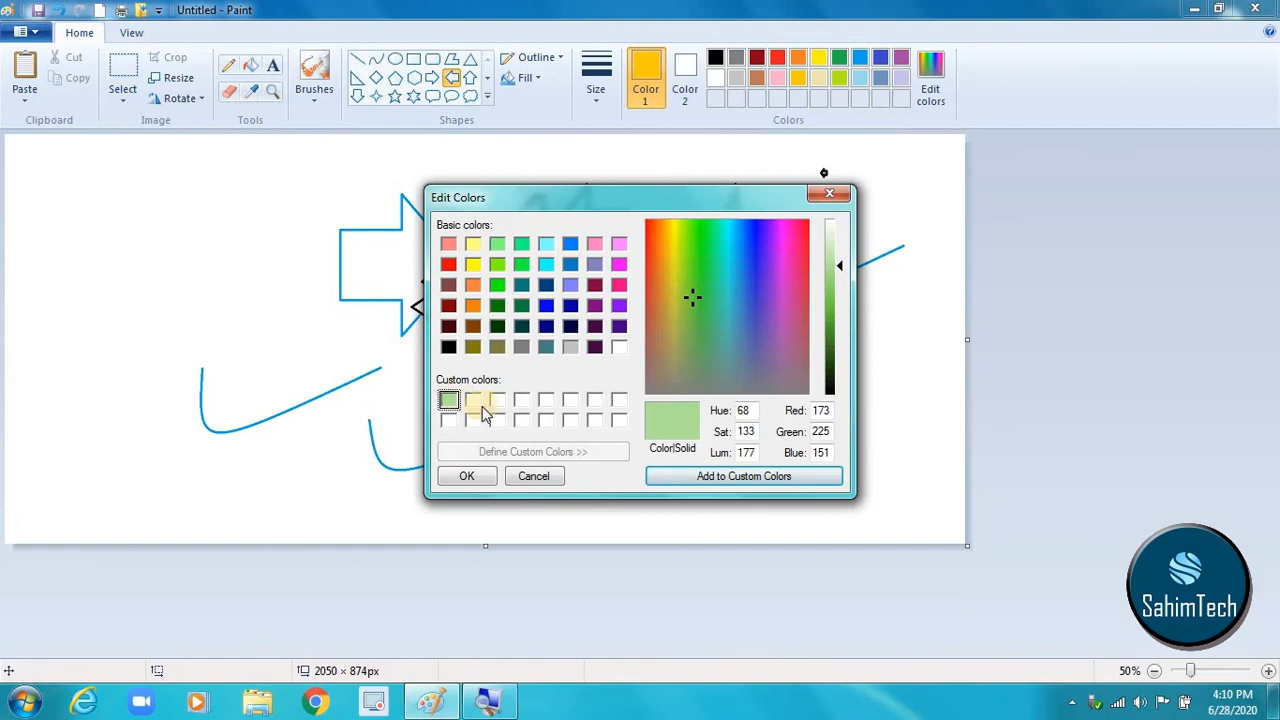 Untitled - Paint
Home
View
Paste
Cut
Copy
Clipboard
Select
Crop
Resize
Rotate
Image
Tools
Brushes
Shapes
Outline
Fill
Size
Color 1
Color 2
Edit colors
Colors
Edit Colors
Basic colors:
Custom colors:
Define Custom Colors >>
OK
Cancel
Color|Solid
Hue: 68
Sat: 133
Lum: 177
Red: 173
Green: 225
Blue: 151
Add to Custom Colors
SahimTech
2050 × 874px
50%
4:10 PM
6/28/2020